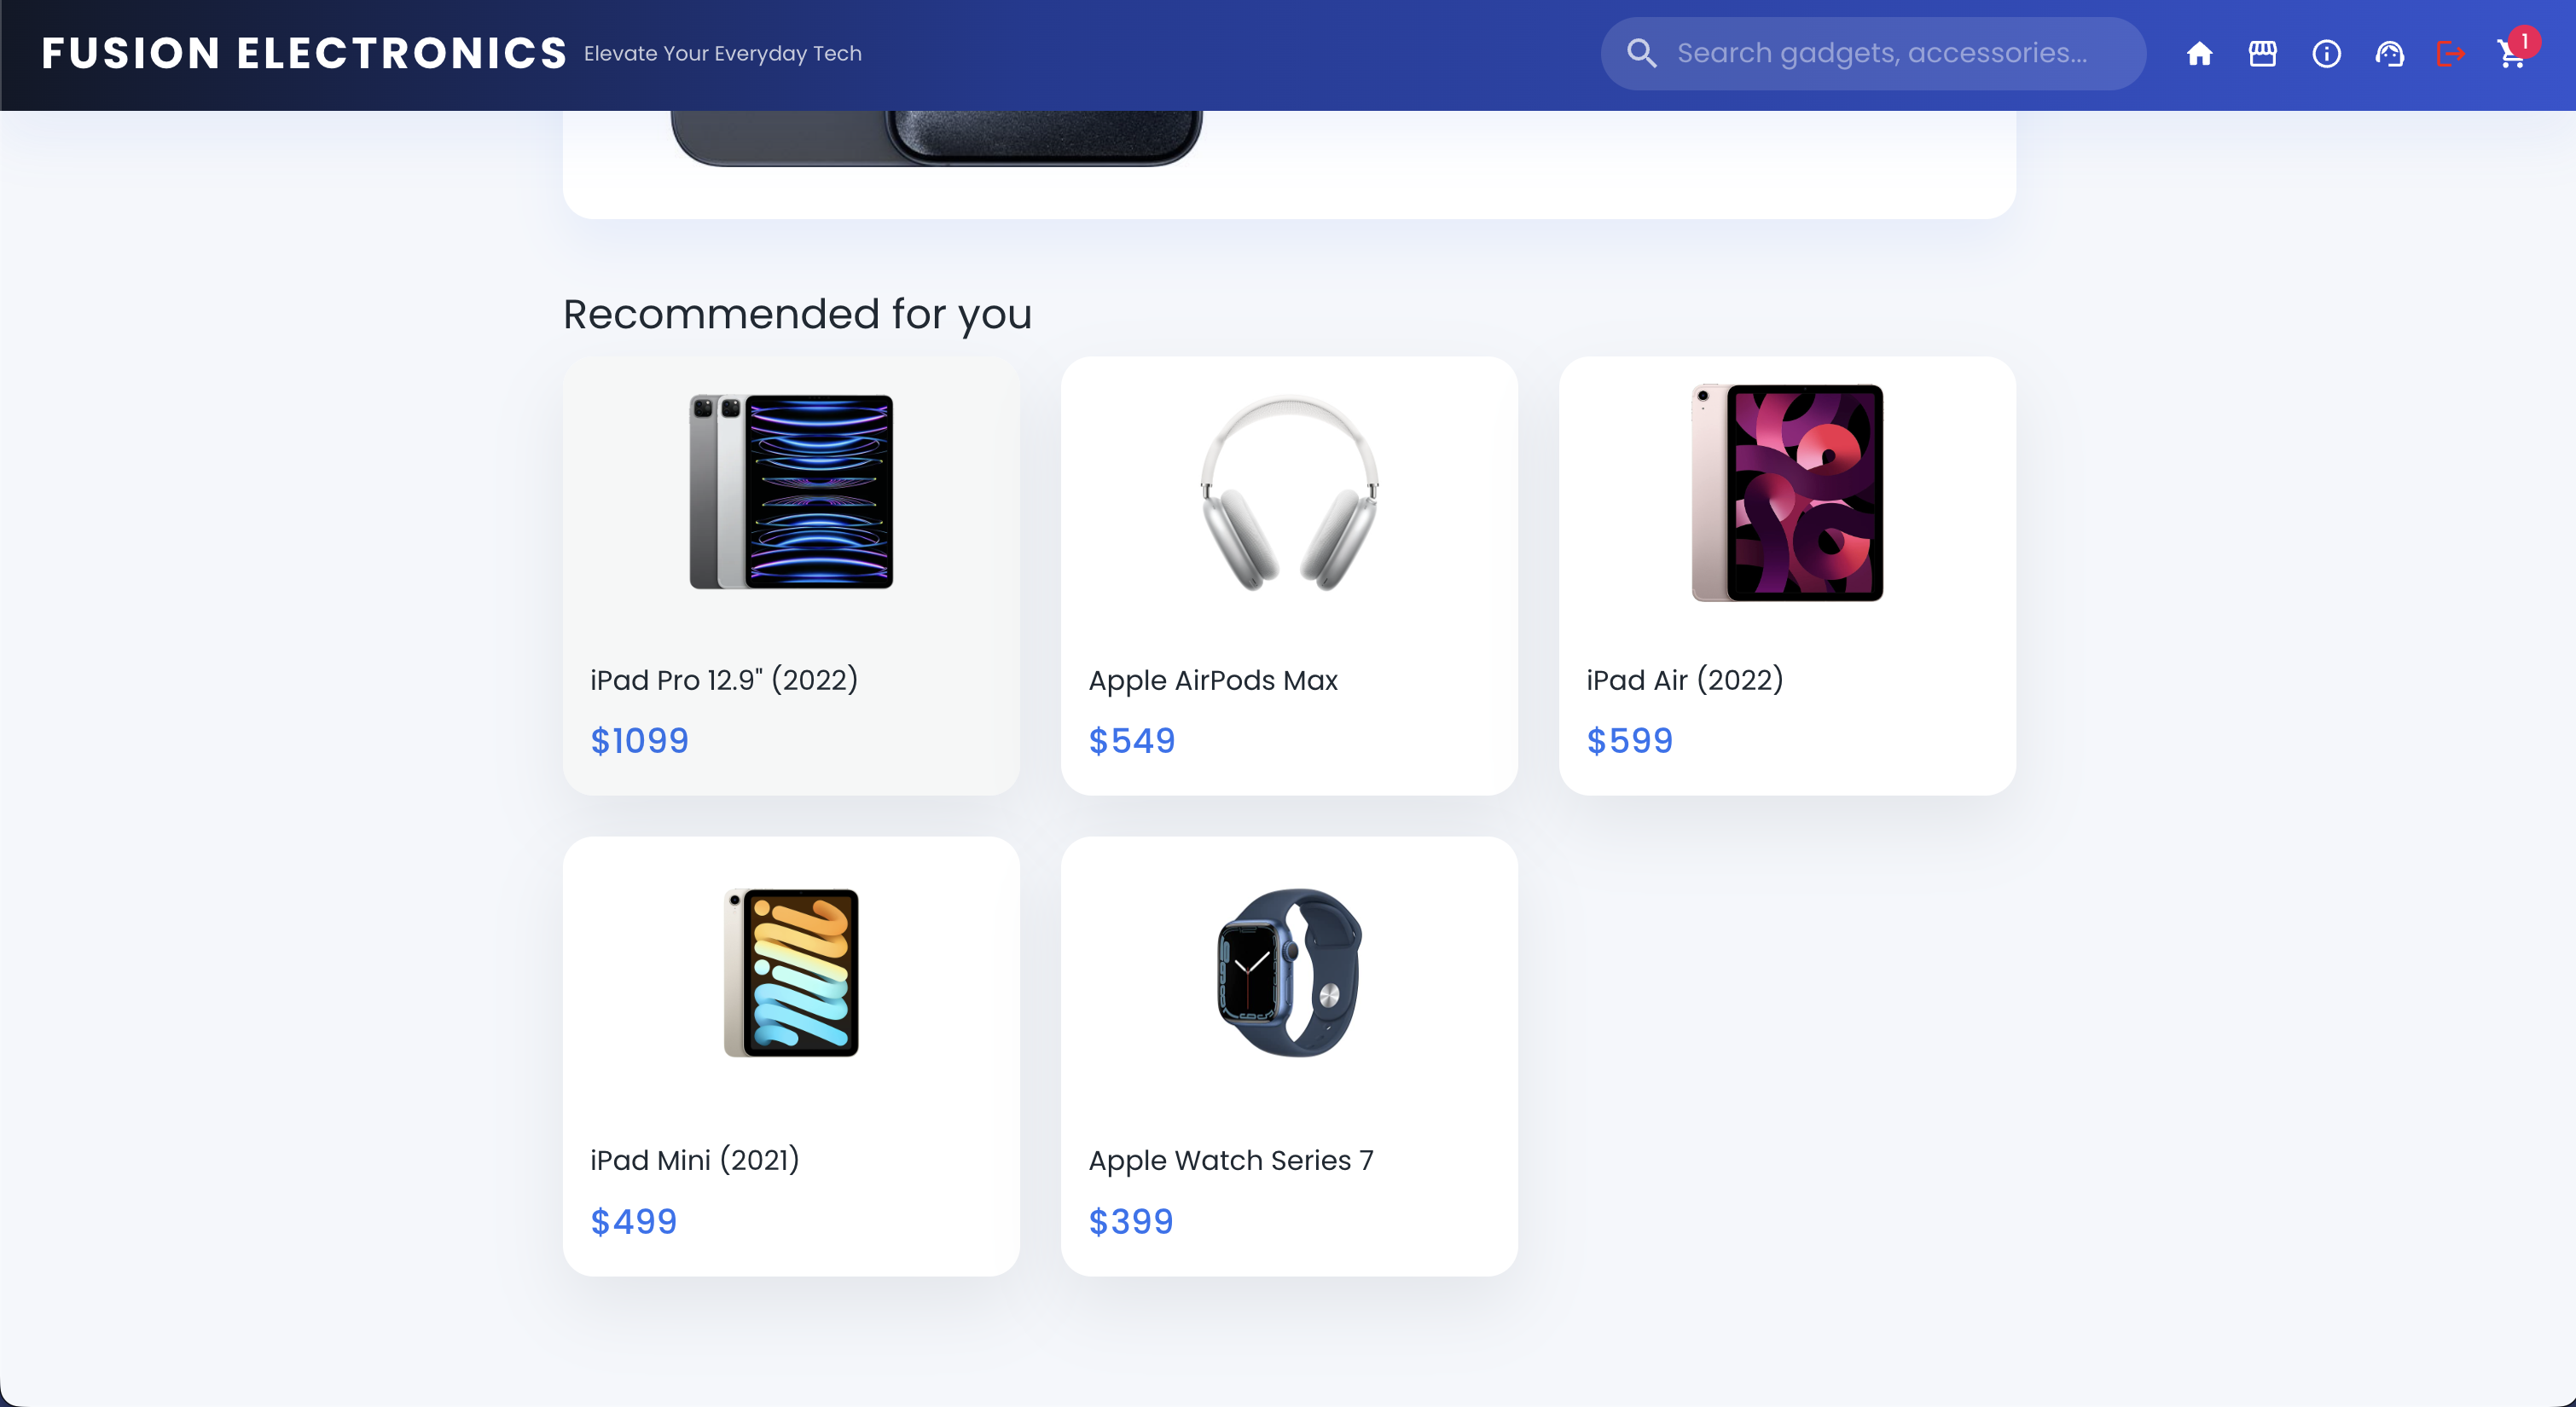 FUSION ELECTRONICS Elevate Your Everyday Tech
Search gadgets, accessories...
1
Recommended for you
iPad Pro 12.9" (2022)
$1099
Apple AirPods Max
$549
iPad Air (2022)
$599
iPad Mini (2021)
$499
Apple Watch Series 7
$399